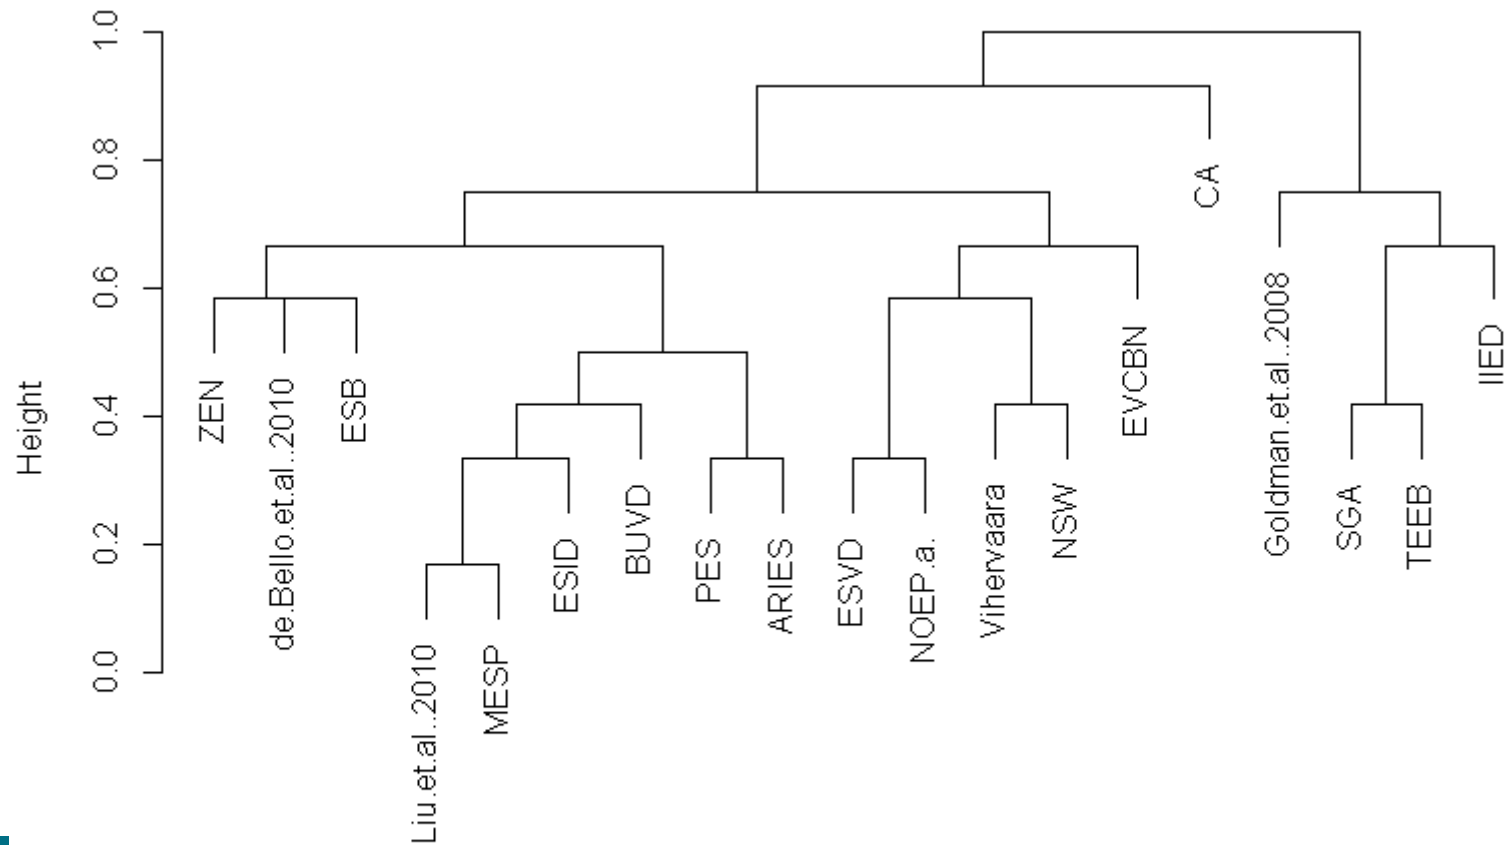 Height
1.0
0.8
0.6
0.4
0.2
0.0
ZEN
de.Bello.et.al..2010
ESB
Liu.et.al..2010
MESP
ESID
BUVD
PES
ARIES
ESVD
NOEP.a.
Vihervaara
NSW
EVCBN
CA
Goldman.et.al..2008
SGA
TEEB
IIED